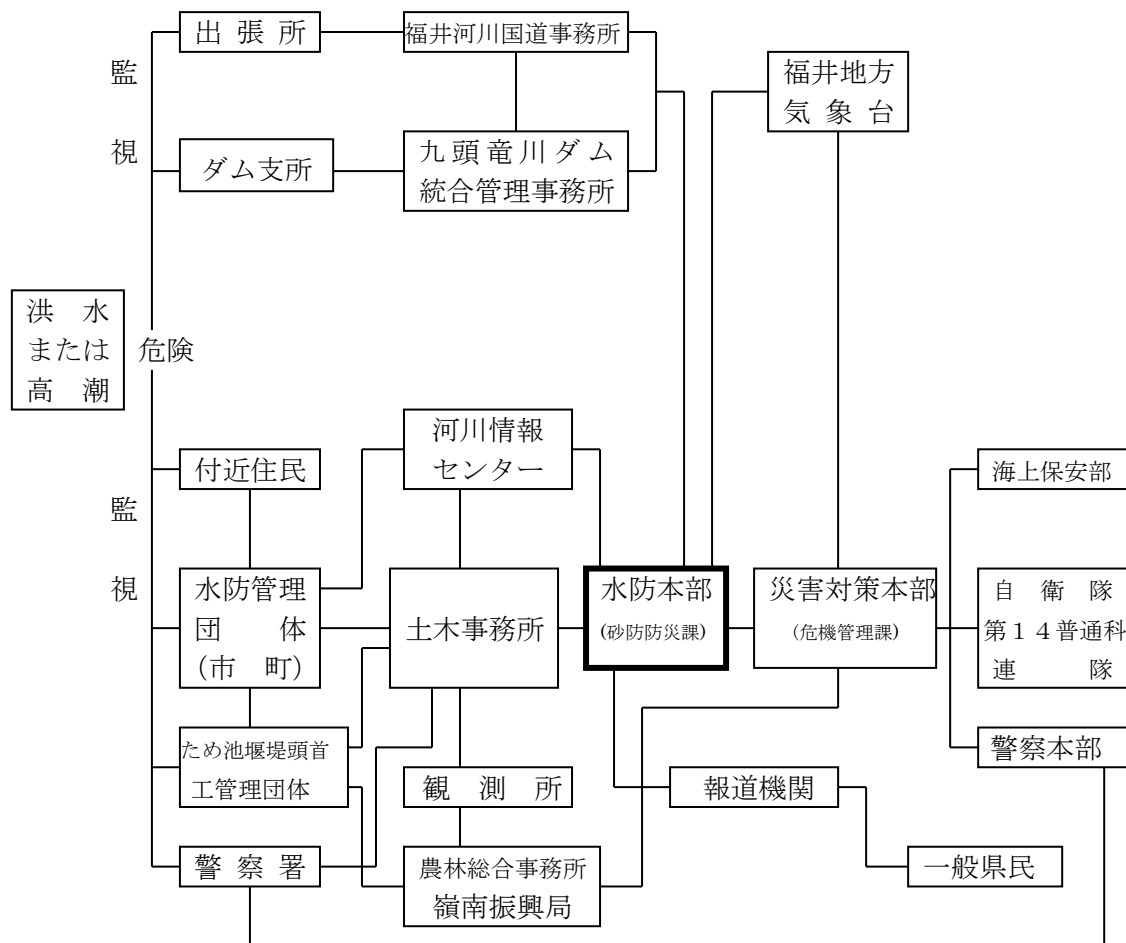 出張所
福井河川国道事務所
監
視
福井地方
気象台
ダム支所
九頭竜川ダム
統合管理事務所
洪水
または
高潮
危険
河川情報
センター
付近住民
海上保安部
監
視
水防管理
団体
(市町)
土木事務所
水防本部
(砂防防災課)
災害対策本部
(危機管理課)
自衛隊
第14普通科
連隊
ため池堰堤頭首
工管理団体
観測所
報道機関
警察本部
警察署
農林総合事務所
嶺南振興局
一般県民